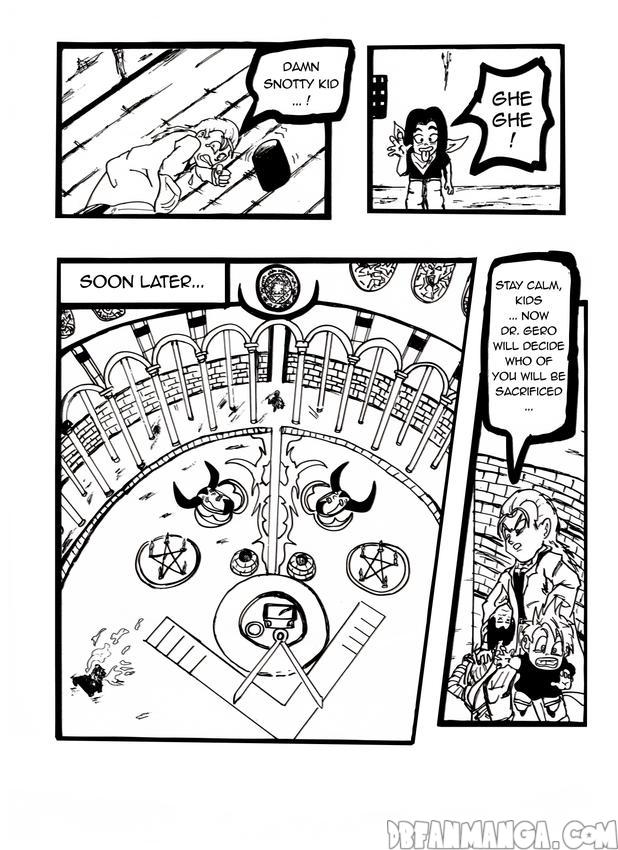 DAMN
SNOTTY KID
... !
GHE
GHE
!
SOON LATER...
STAY CALM,
KIDS
... NOW
DR. GERO
WILL DECIDE
WHO OF
YOU WILL BE
SACRIFICED
...
DBFANMANGA.COM